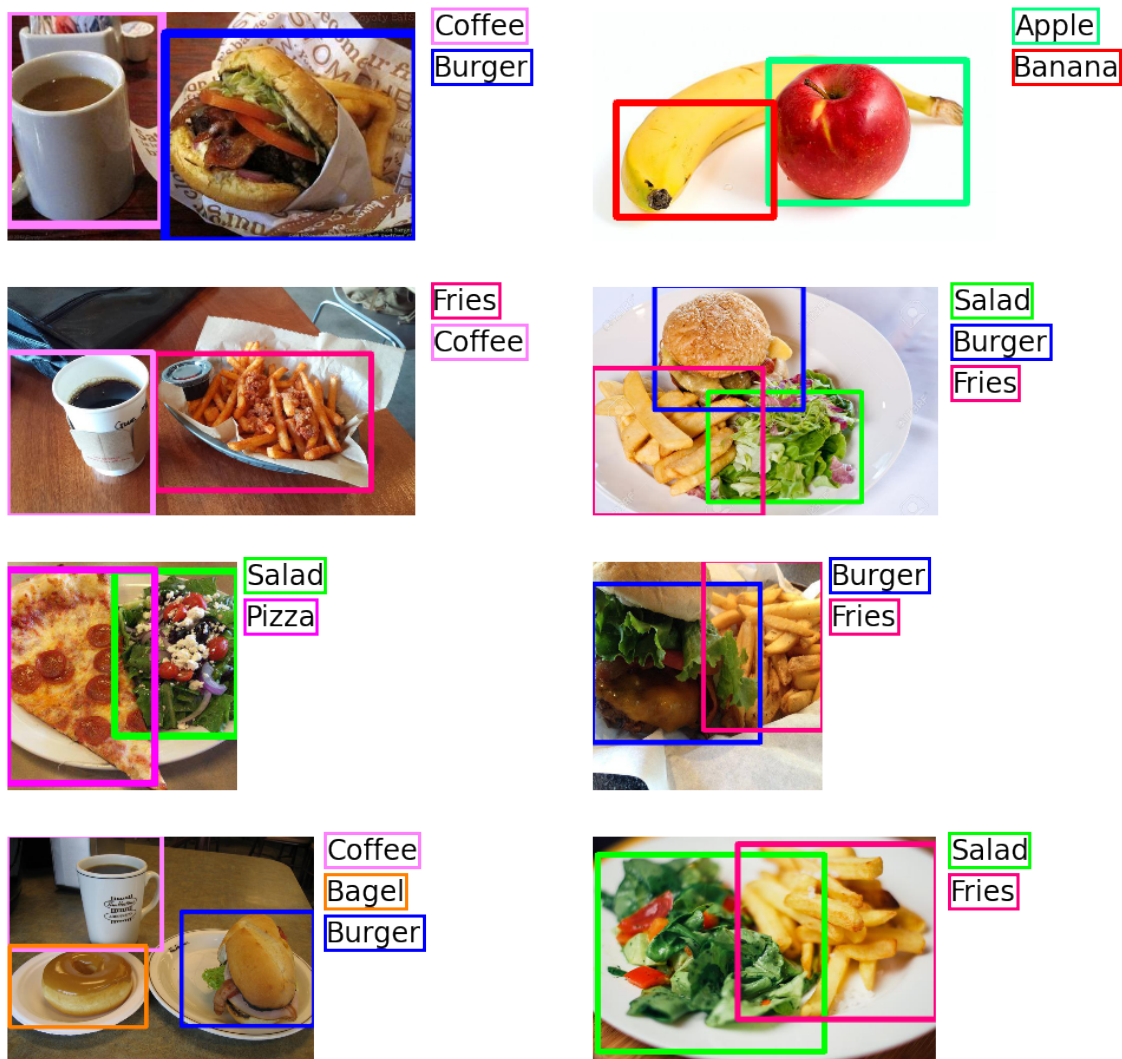 Coffee
Burger
Apple
Banana
Fries
Coffee
Salad
Burger
Fries
Salad
Pizza
Burger
Fries
Coffee
Bagel
Burger
Salad
Fries